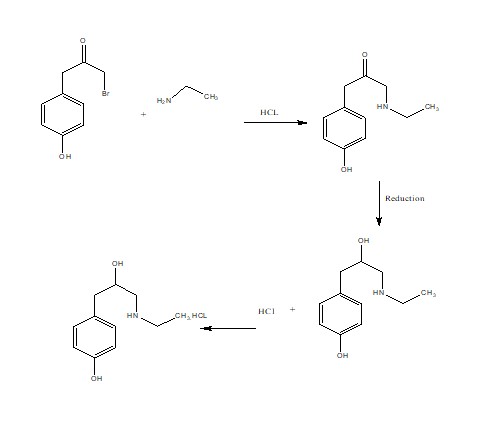 O
Br
OH
+
H₂N
CH₃
HCL
O
HN
CH₃
OH
Reduction
OH
HN
CH₃
OH
+
HCl
OH
HN
CH₃ HCL
OH